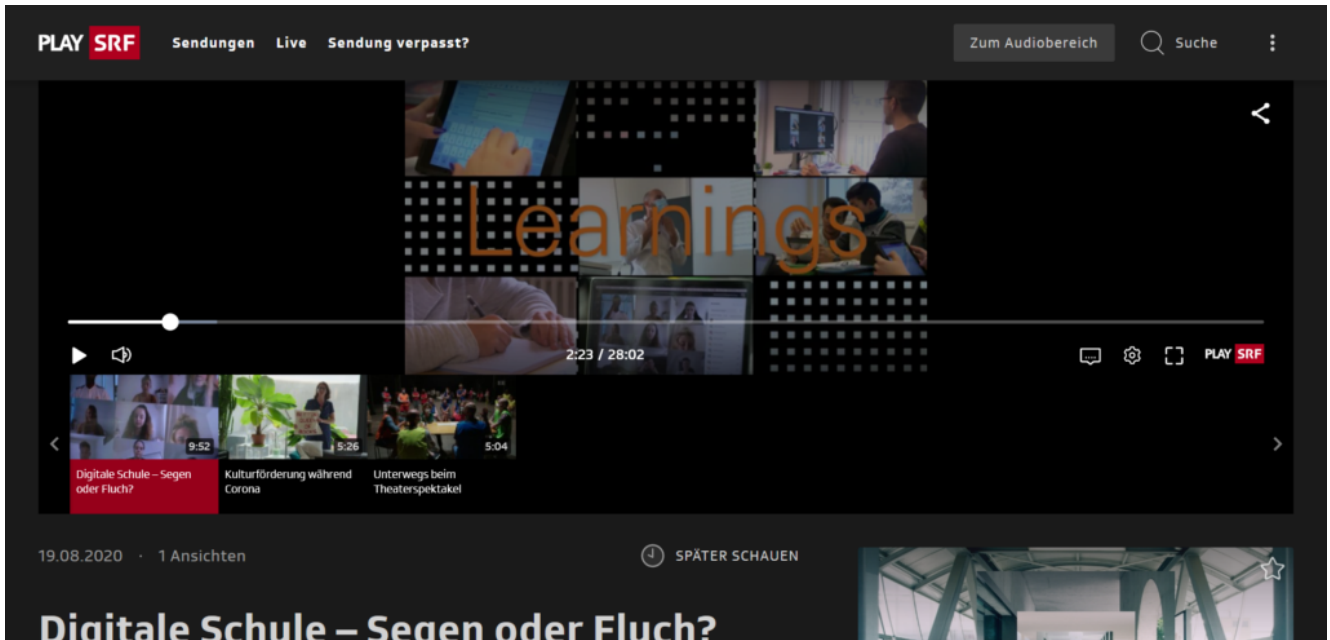 PLAY SRF Sendungen Live Sendung verpasst? Zum Audiobereich Suche
Learnings
2:23 / 28:02 PLAY SRF
9:52 5:26 5:04
Digitale Schule – Segen
oder Fluch?
Kulturförderung während
Corona
Unterwegs beim
Theaterspektakel
19.08.2020 · 1 Ansichten SPÄTER SCHAUEN
Digitale Schule – Segen oder Fluch?